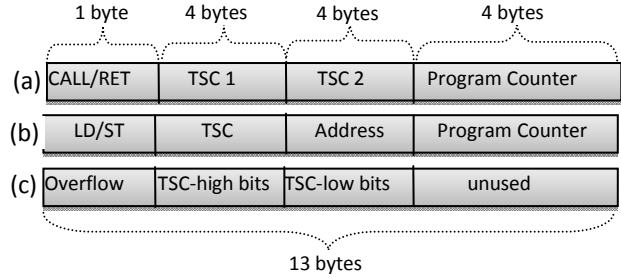 1 byte 4 bytes 4 bytes 4 bytes
(a) CALL/RET TSC 1 TSC 2 Program Counter
(b) LD/ST TSC Address Program Counter
(c) Overflow TSC-high bits TSC-low bits unused
13 bytes